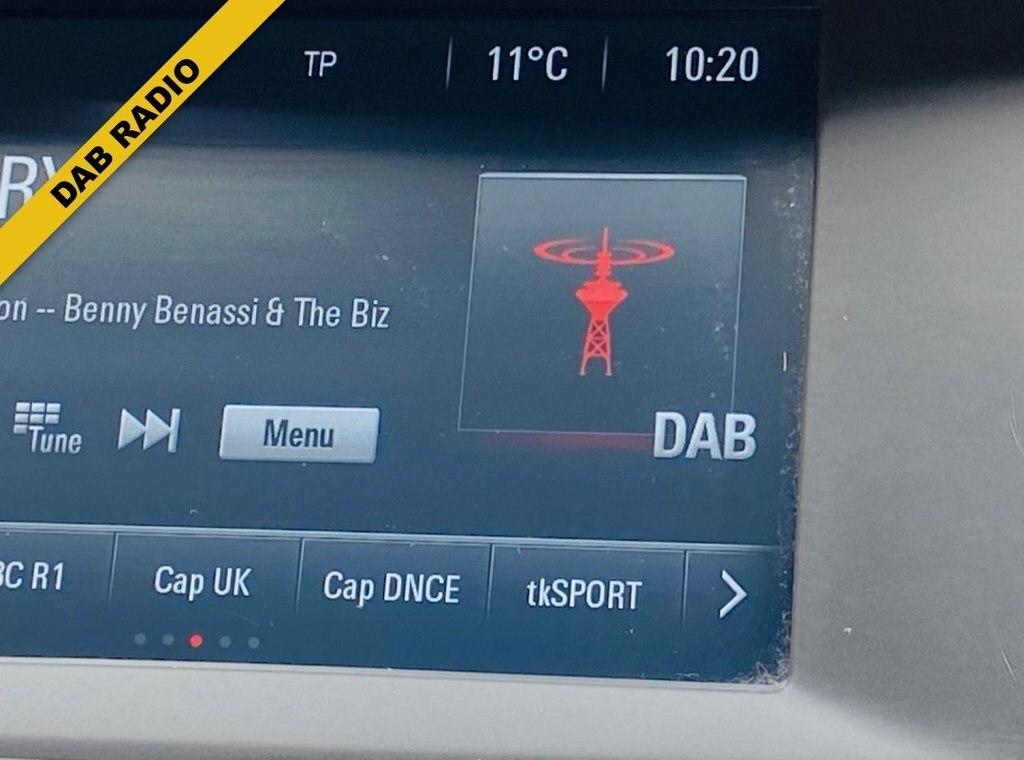 TP 11°C 10:20
DAB RADIO
on -- Benny Benassi & The Biz
Tune Menu
DAB
BC R1 Cap UK Cap DNCE tkSPORT